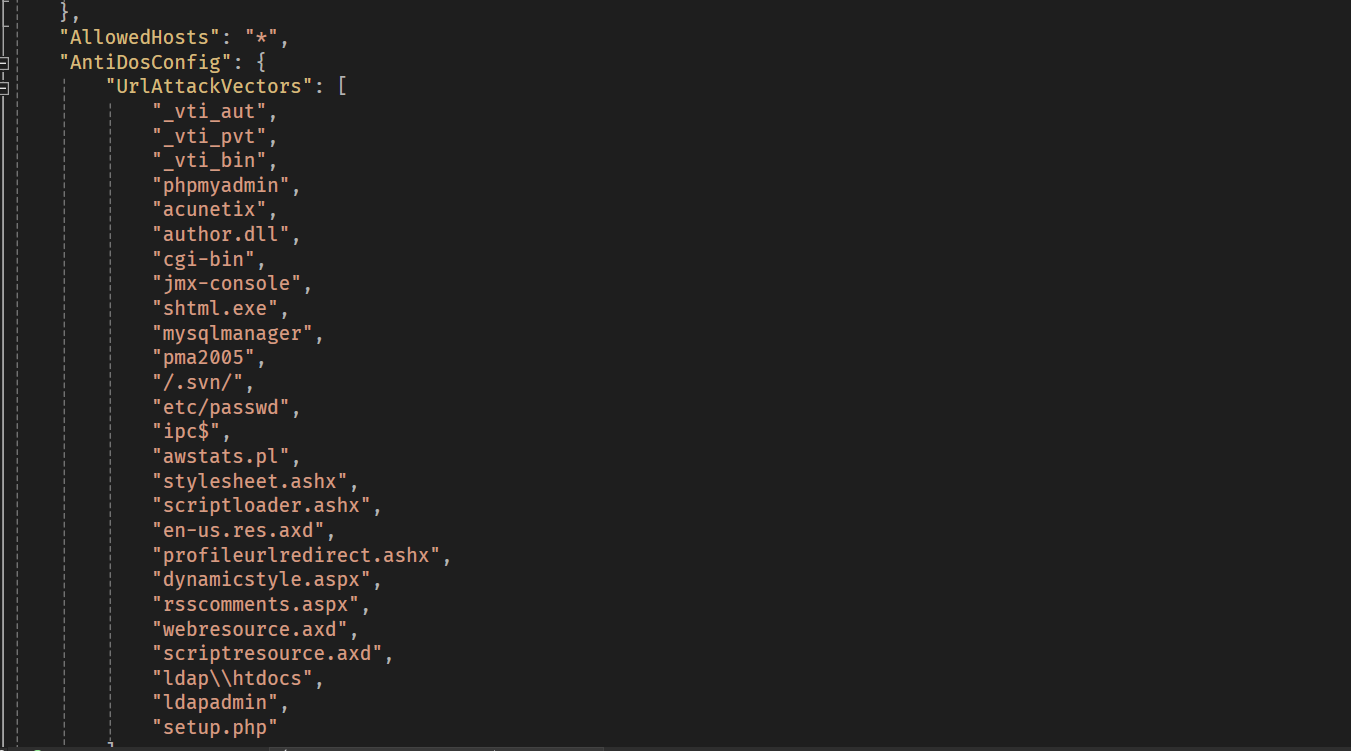 },
"AllowedHosts": "*",
"AntiDosConfig": {
"UrlAttackVectors": [
"_vti_aut",
"_vti_pvt",
"_vti_bin",
"phpmyadmin",
"acunetix",
"author.dll",
"cgi-bin",
"jmx-console",
"shtml.exe",
"mysqlmanager",
"pma2005",
"/.svn/",
"etc/passwd",
"ipc$",
"awstats.pl",
"stylesheet.ashx",
"scriptloader.ashx",
"en-us.res.axd",
"profileurlredirect.ashx",
"dynamicstyle.aspx",
"rsscomments.aspx",
"webresource.axd",
"scriptresource.axd",
"ldap\\htdocs",
"ldapadmin",
"setup.php"